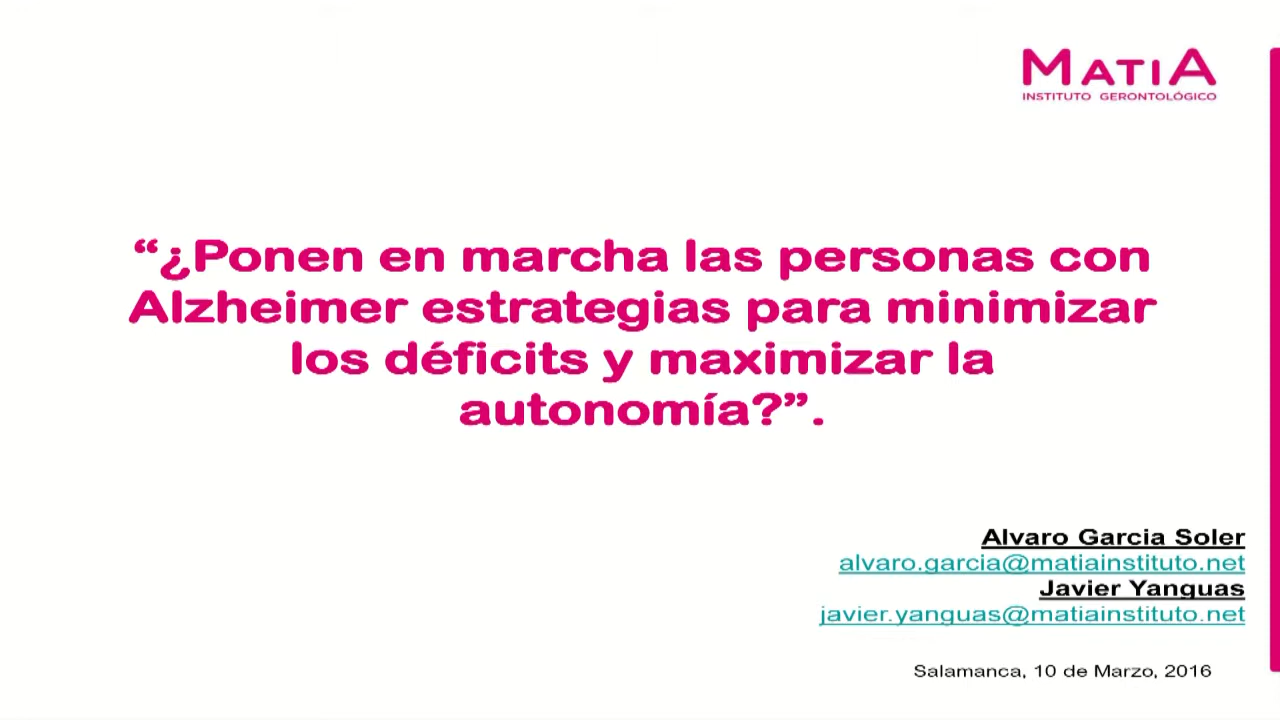 MATIA
INSTITUTO GERONTOLÓGICO
“¿Ponen en marcha las personas con
Alzheimer estrategias para minimizar
los déficits y maximizar la
autonomía?”.
Alvaro Garcia Soler
alvaro.garcia@matiainstituto.net
Javier Yanguas
javier.yanguas@matiainstituto.net
Salamanca, 10 de Marzo, 2016